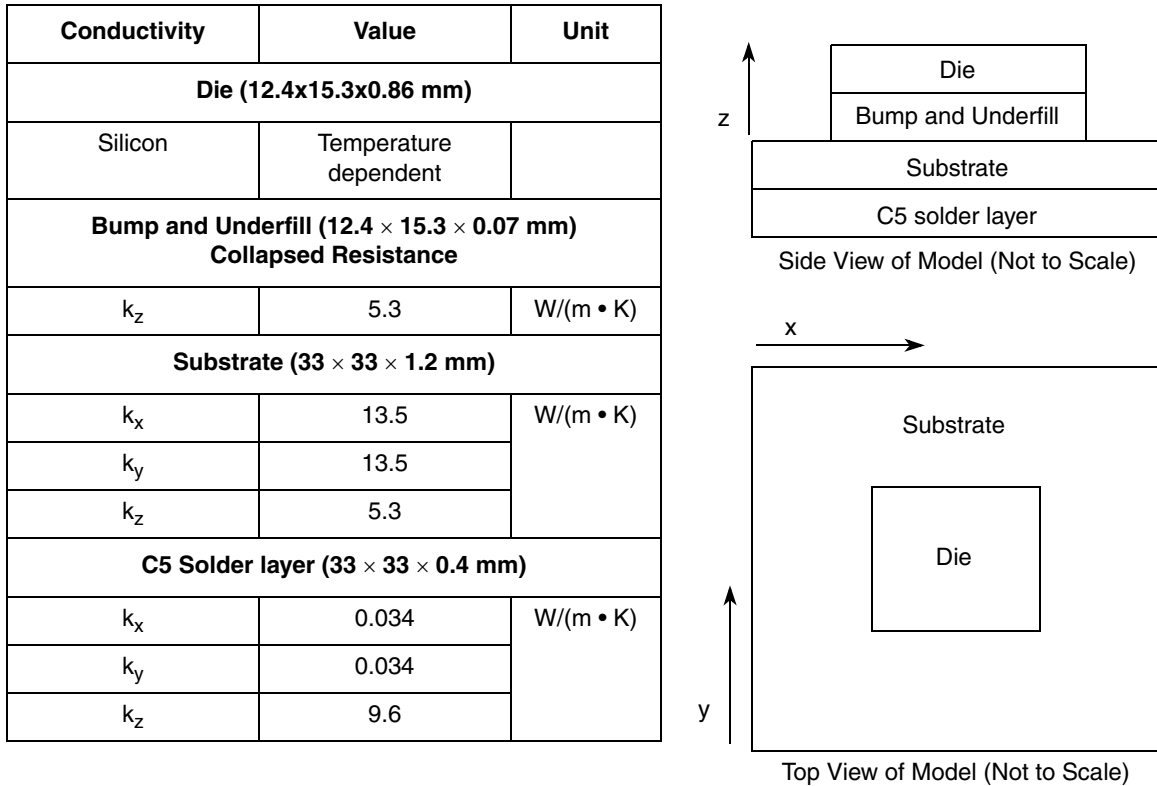 Conductivity Value Unit
Die (12.4x15.3x0.86 mm)
Silicon Temperature
dependent
Bump and Underfill (12.4 × 15.3 × 0.07 mm)
Collapsed Resistance
kz 5.3 W/(m • K)
Substrate (33 × 33 × 1.2 mm)
kx 13.5 W/(m • K)
ky 13.5
kz 5.3
C5 Solder layer (33 × 33 × 0.4 mm)
kx 0.034 W/(m • K)
ky 0.034
kz 9.6
z
Die
Bump and Underfill
Substrate
C5 solder layer
Side View of Model (Not to Scale)
x
Substrate
Die
y
Top View of Model (Not to Scale)